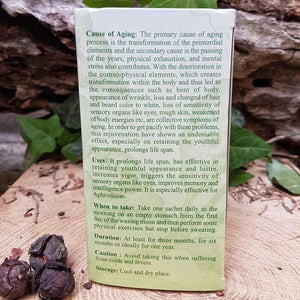 Cause of Aging: The primary cause of aging
process is the transformation of the primordial
elements and the secondary cause is the passing
of the years, physical exhaustion, and mental
stress also contributes. With the deterioration in
the comso-physical elements, which creates
transformation within the body and thus led to
the consequences such as bent of body,
appearance of wrinkle, loss and changed of hair
and beard color to white, loss of sensitivity of
sensory organs like eyes, rough skin, weakened
of body energies etc, are collective symptoms of
aging. In order to get pacify with these problems,
this rejuvenation have shown an undeniable
effect, especially on retaining the youthful
appearance, prolongs life span.
Uses: It prolongs life span, has effective in
retaining youthful appearance and lustre,
increases vigor, triggers the sensitivity of
sensory organs like eyes, improves memory and
intelligence power. It is especially effective for
Aphrodisiac.
When to take: Take one sachet daily in the
morning on an empty stomach from the first
day of the waxing moon and then perform some
physical exercises but stop before sweating.
Duration: At least for three months, for six
months or ideally for one year.
Caution : Avoid taking this when suffering
from colds and fevers.
Storage: Cool and dry place.